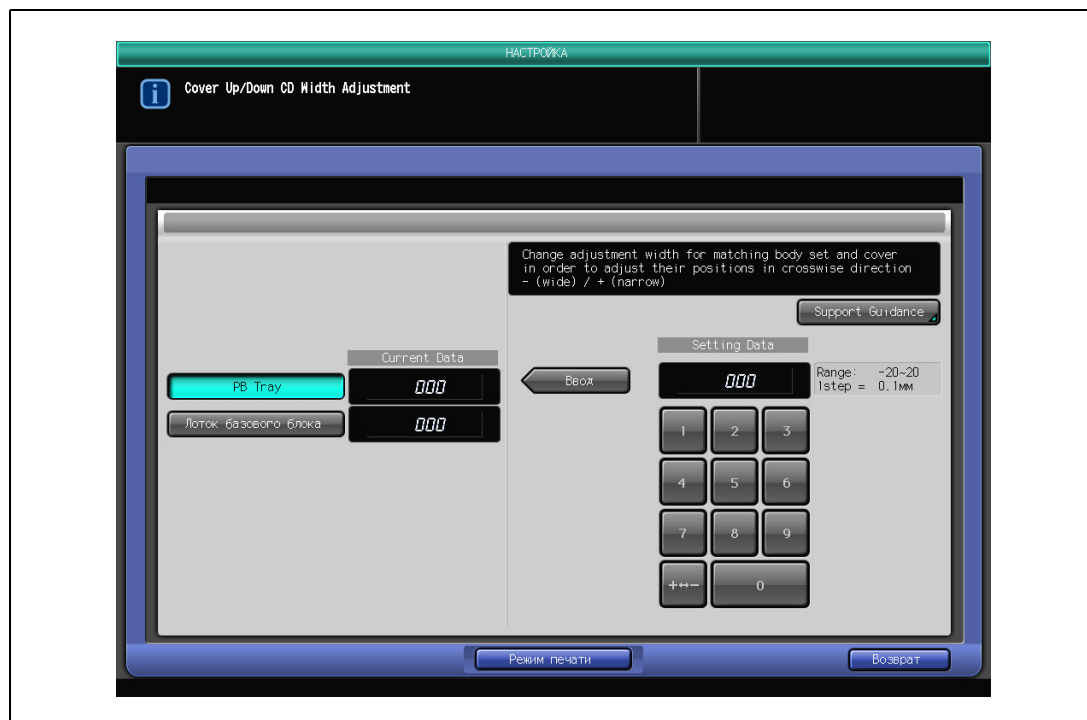 НАСТРОЙКА
Cover Up/Down CD Width Adjustment
Change adjustment width for matching body set and cover
in order to adjust their positions in crosswise direction
- (wide) / + (narrow)
Support Guidance
Current Data
Setting Data
PB Tray
000
Ввод
000
Range: -20~20
1step = 0.1мм
Лоток базового блока
000
1 2 3
4 5 6
7 8 9
+↔− 0
Режим печати
Возврат